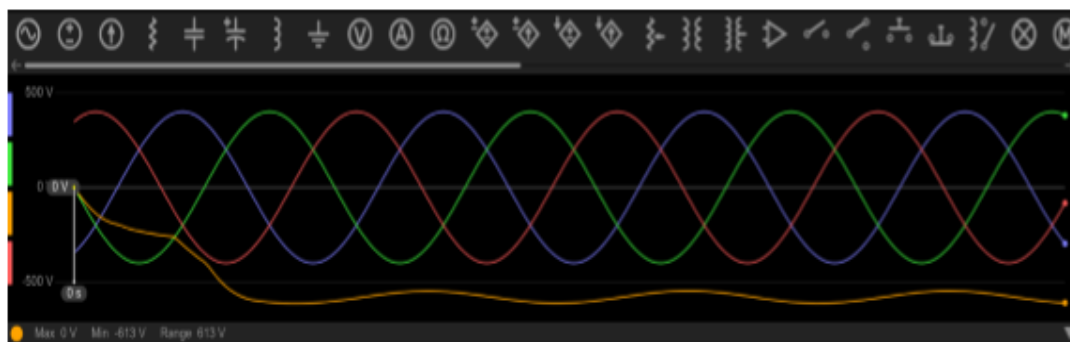 V A Ω M
500 V
0 V
0 V
-500 V
0 s
Max 0 V Min -613 V Range 613 V